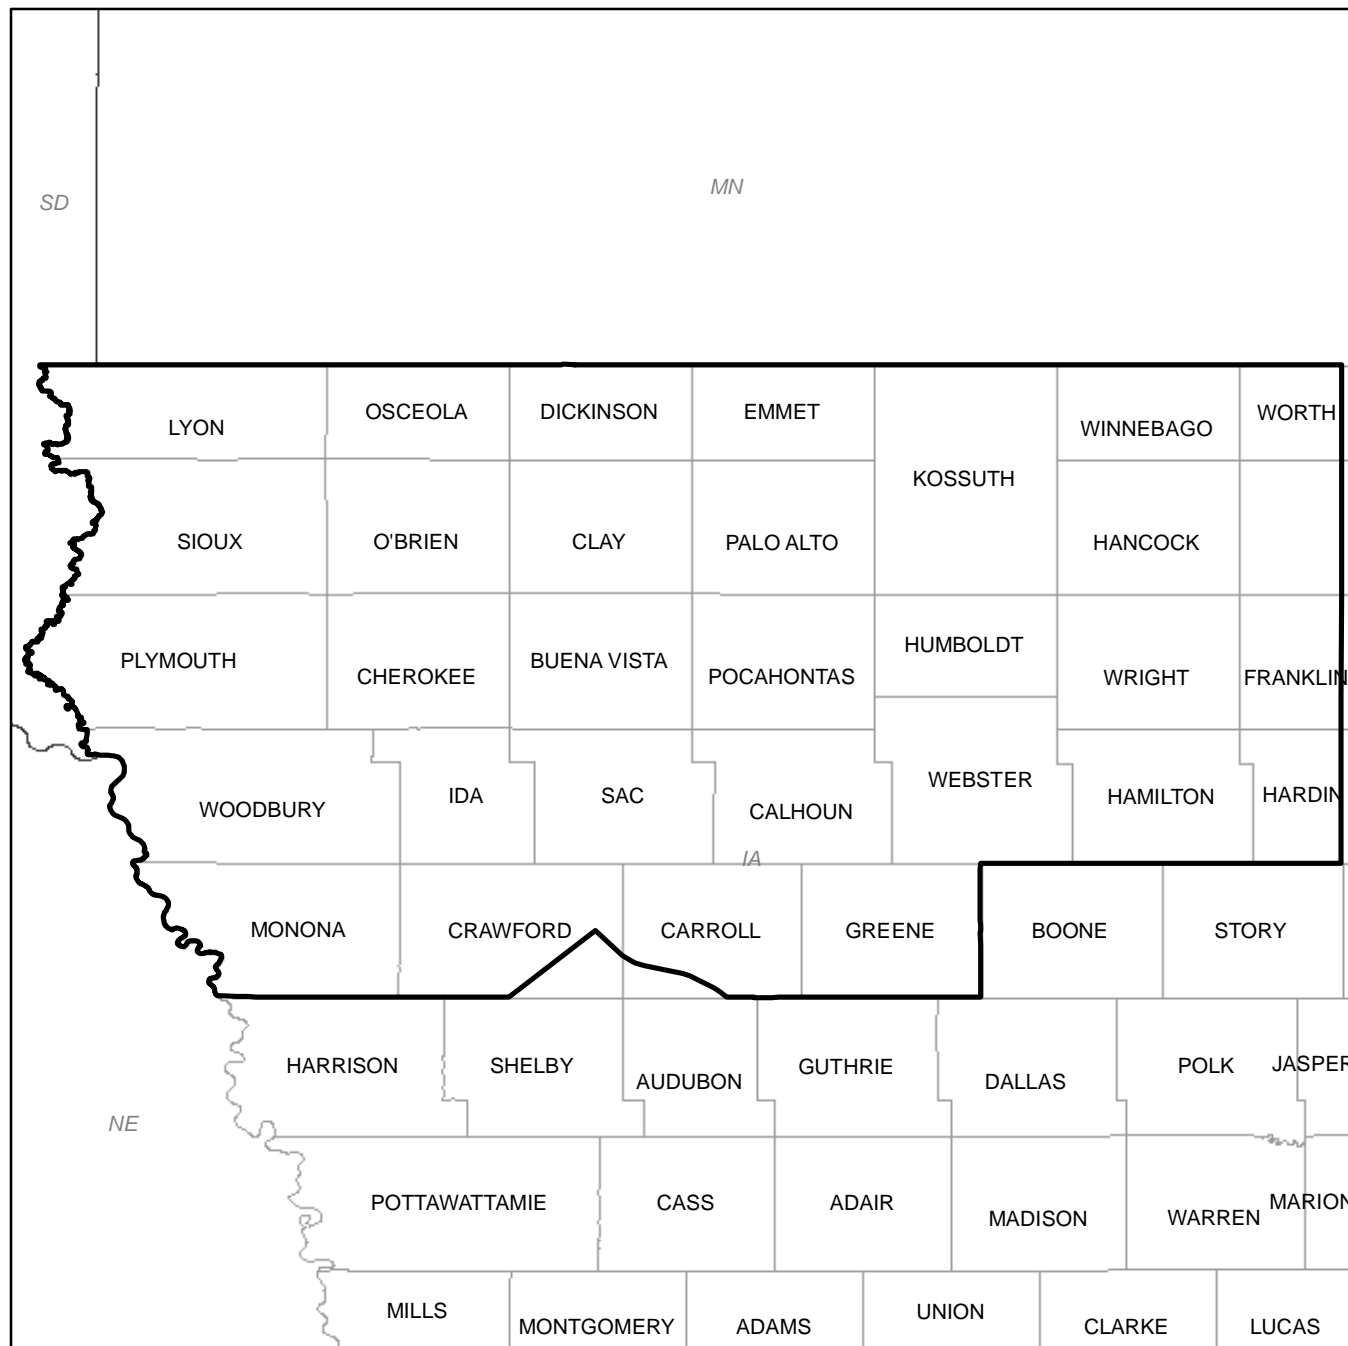 MN
SD
OSCEOLA
DICKINSON
EMMET
WORTH
LYON
WINNEBAGO
KOSSUTH
SIOUX
O'BRIEN
CLAY
PALO ALTO
HANCOCK
HUMBOLDT
PLYMOUTH
BUENA VISTA
CHEROKEE
POCAHONTAS
WRIGHT
FRANKLIN
WEBSTER
IDA
SAC
HAMILTON
HARDIN
WOODBURY
CALHOUN
IA
MONONA
CRAWFORD
CARROLL
GREENE
BOONE
STORY
HARRISON
SHELBY
GUTHRIE
POLK
JASPER
AUDUBON
DALLAS
NE
POTTAWATTAMIE
CASS
ADAIR
MARION
MADISON
WARREN
MILLS
UNION
MONTGOMERY
ADAMS
CLARKE
LUCAS